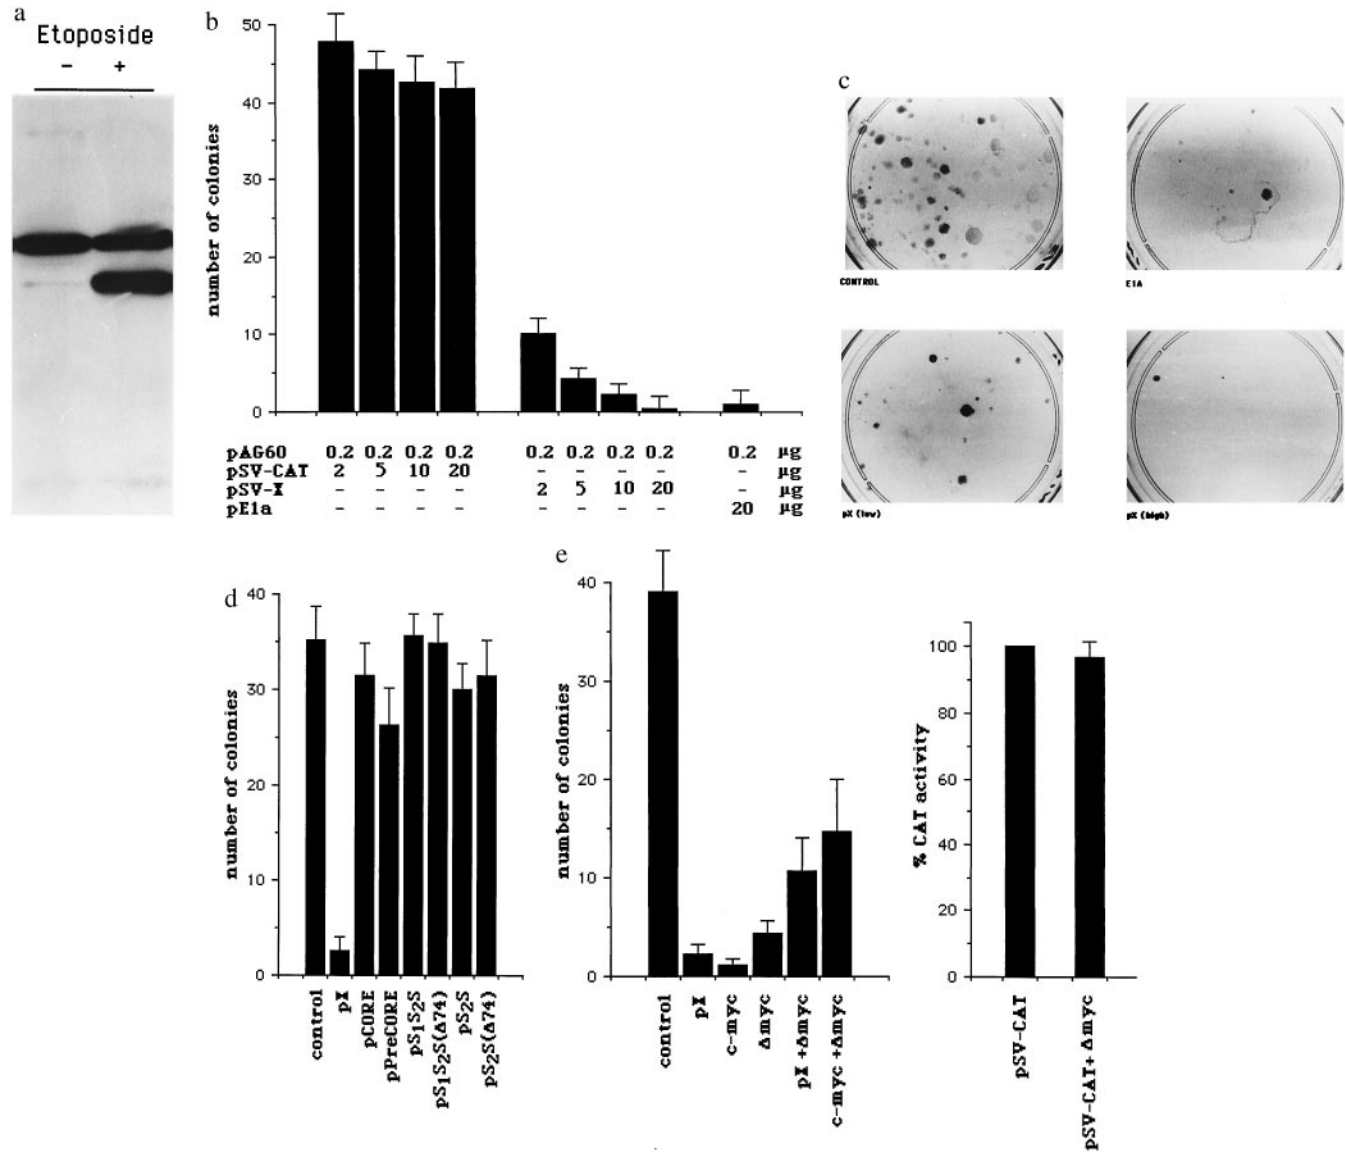 a
Etoposide
- +
b
number of colonies
50
40
30
20
10
0
pAG60 0.2 0.2 0.2 0.2 0.2 0.2 0.2 0.2 0.2 µg
pSV-CAT 2 5 10 20 - - - - - µg
pSV-X - - - - 2 5 10 20 - µg
pE1a - - - - - - - - 20 µg
c
CONTROL
E1A
pX (low)
pX (high)
d
number of colonies
40
30
20
10
0
control
pX
pCORE
pPreCORE
pS1S2S
pS1S2S(Δ74)
pS2S
pS2S(Δ74)
e
number of colonies
40
30
20
10
0
control
pX
c-myc
Δmyc
pX +Δmyc
c-myc +Δmyc
% CAT activity
100
80
60
40
20
0
pSV-CAT
pSV-CAT+ Δmyc